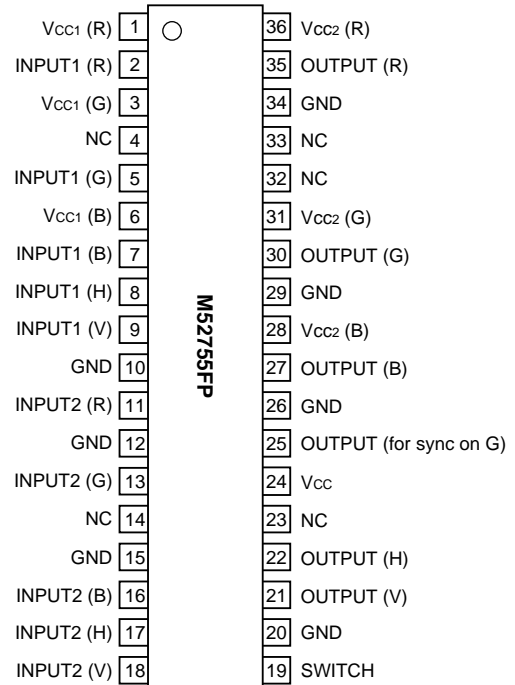 Vcc1 (R) 1
INPUT1 (R) 2
Vcc1 (G) 3
NC 4
INPUT1 (G) 5
Vcc1 (B) 6
INPUT1 (B) 7
INPUT1 (H) 8
INPUT1 (V) 9
GND 10
INPUT2 (R) 11
GND 12
INPUT2 (G) 13
NC 14
GND 15
INPUT2 (B) 16
INPUT2 (H) 17
INPUT2 (V) 18
M52755FP
36 Vcc2 (R)
35 OUTPUT (R)
34 GND
33 NC
32 NC
31 Vcc2 (G)
30 OUTPUT (G)
29 GND
28 Vcc2 (B)
27 OUTPUT (B)
26 GND
25 OUTPUT (for sync on G)
24 Vcc
23 NC
22 OUTPUT (H)
21 OUTPUT (V)
20 GND
19 SWITCH